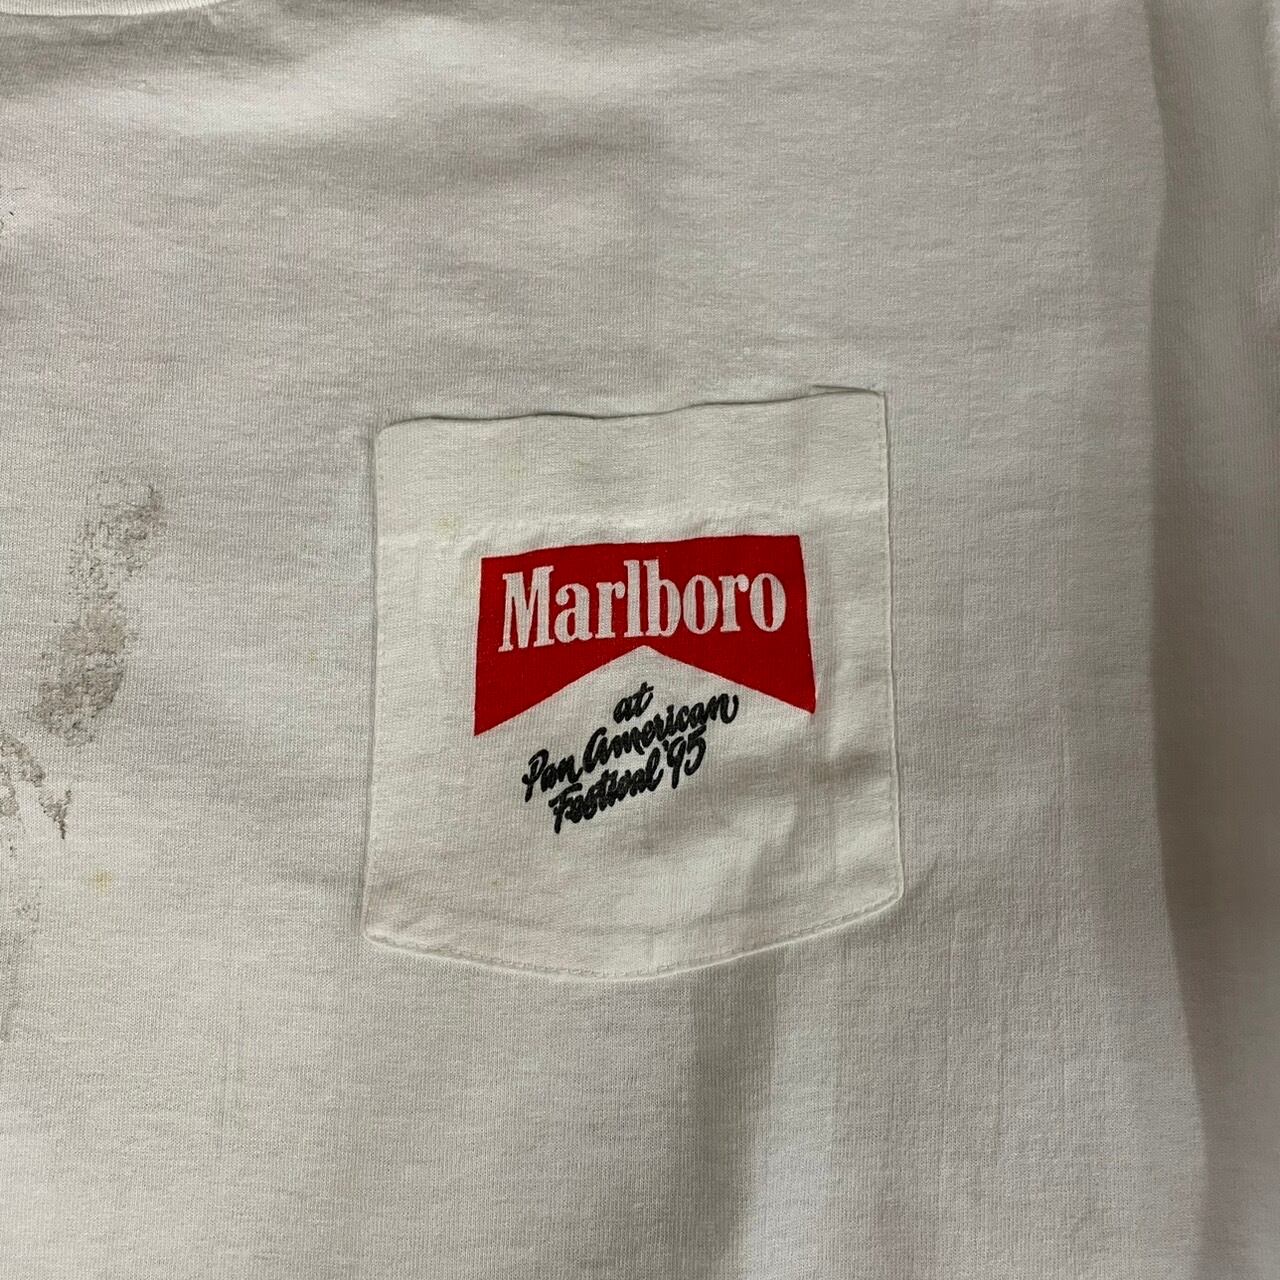 Marlboro
at
Pan American
Festival '95